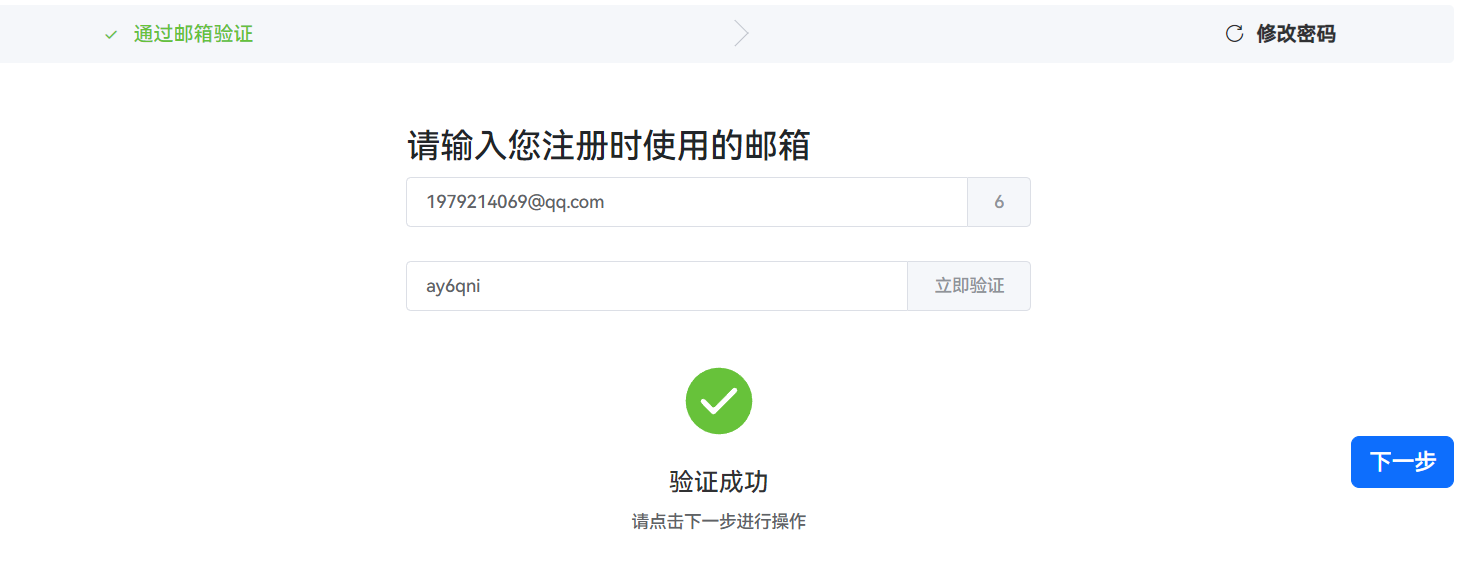 通过邮箱验证
修改密码
请输入您注册时使用的邮箱
1979214069@qq.com
6
ay6qni
立即验证
验证成功
请点击下一步进行操作
下一步